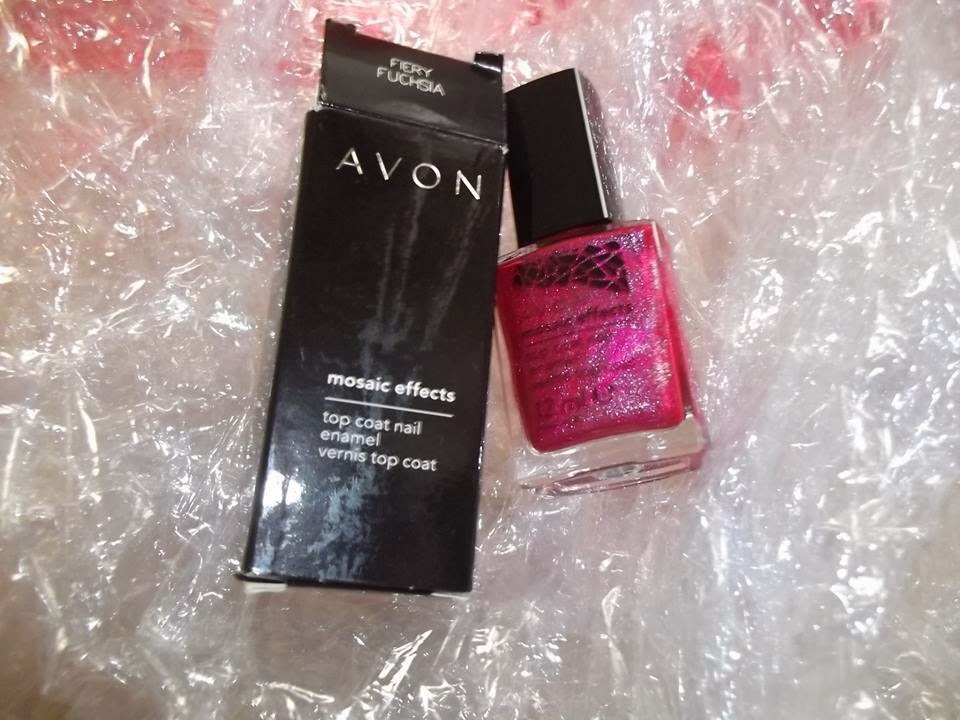 FIERY
FUCHSIA
AVON
mosaic effects
top coat nail
enamel
vernis top coat
mosaic effects
12 ml